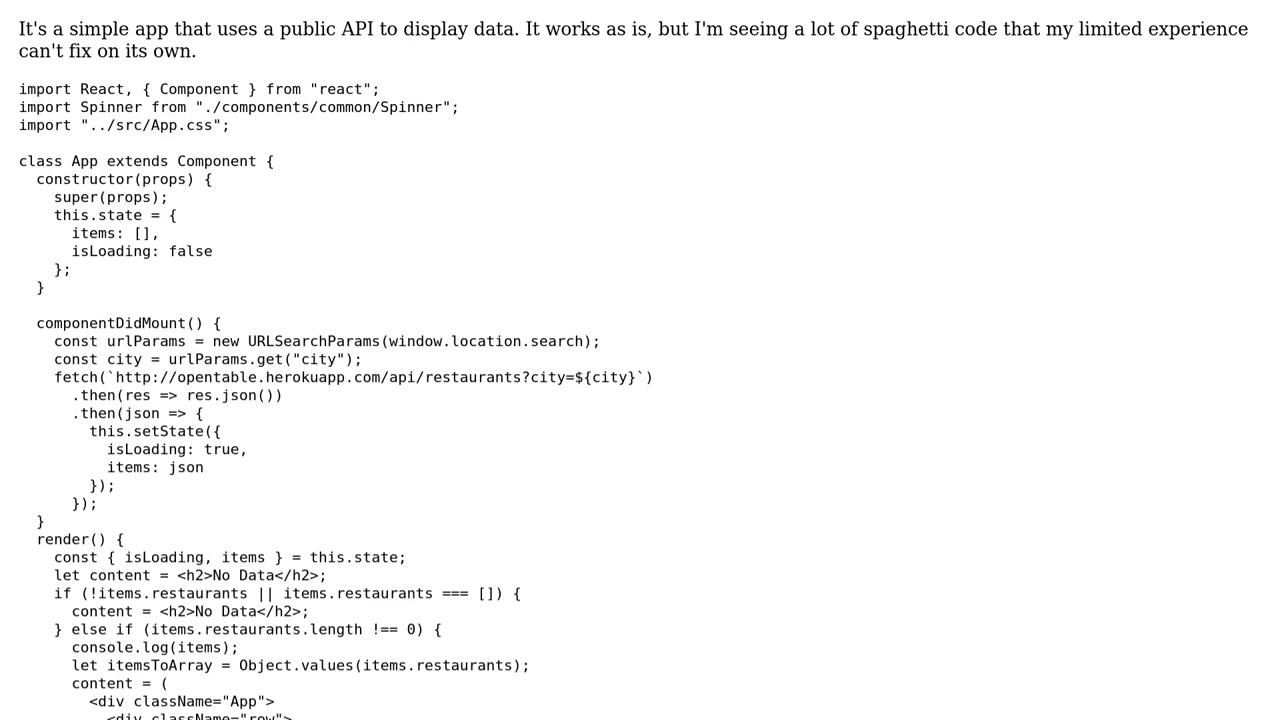 It's a simple app that uses a public API to display data. It works as is, but I'm seeing a lot of spaghetti code that my limited experience
can't fix on its own.
import React, { Component } from "react";
import Spinner from "./components/common/Spinner";
import "../src/App.css";
class App extends Component {
  constructor(props) {
    super(props);
    this.state = {
      items: [],
      isLoading: false
    };
  }
  componentDidMount() {
    const urlParams = new URLSearchParams(window.location.search);
    const city = urlParams.get("city");
    fetch(`http://opentable.herokuapp.com/api/restaurants?city=${city}`)
      .then(res => res.json())
      .then(json => {
        this.setState({
          isLoading: true,
          items: json
        });
      });
  }
  render() {
    const { isLoading, items } = this.state;
    let content = <h2>No Data</h2>;
    if (!items.restaurants || items.restaurants === []) {
      content = <h2>No Data</h2>;
    } else if (items.restaurants.length !== 0) {
      console.log(items);
      let itemsToArray = Object.values(items.restaurants);
      content = (
        <div className="App">
          <div className="row">